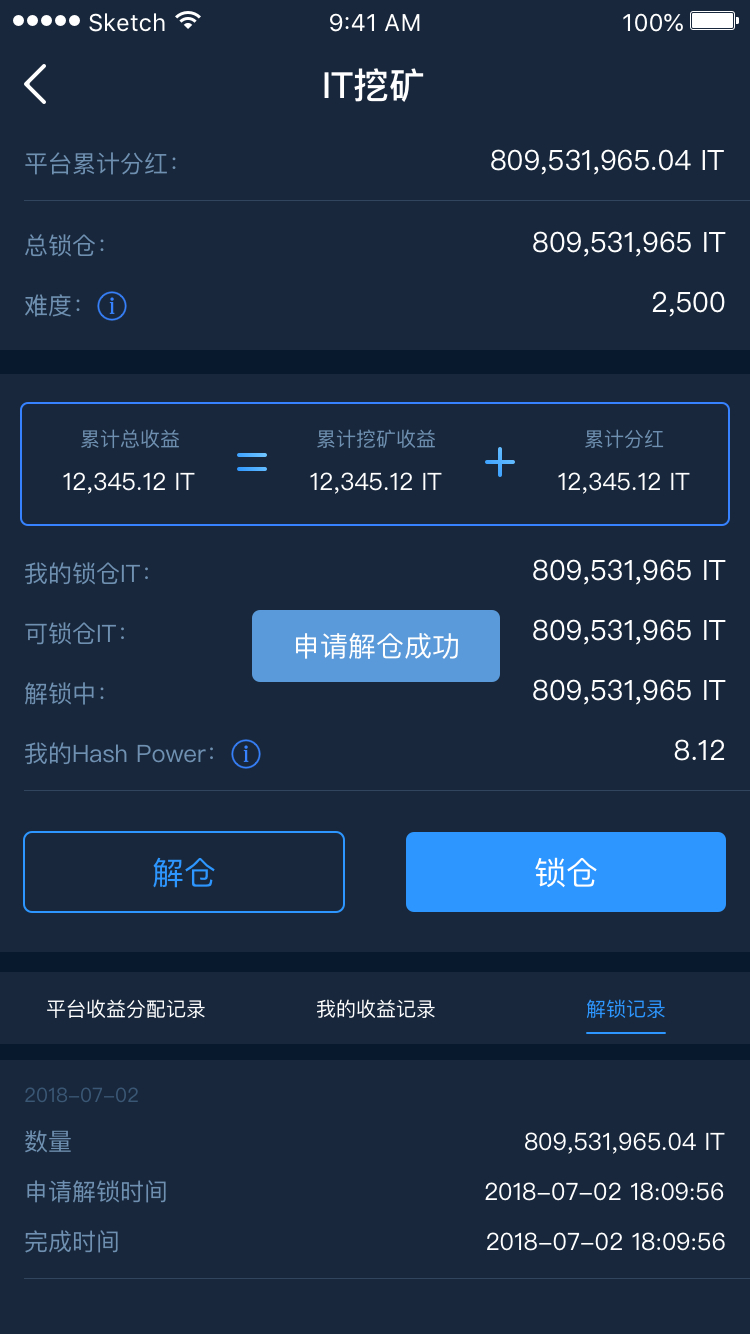 Sketch 9:41 AM 100%
IT挖矿
平台累计分红： 809,531,965.04 IT
总锁仓： 809,531,965 IT
难度： i 2,500
累计总收益 累计挖矿收益 累计分红
12,345.12 IT = 12,345.12 IT + 12,345.12 IT
我的锁仓IT： 809,531,965 IT
可锁仓IT： 809,531,965 IT
申请解仓成功
解锁中： 809,531,965 IT
我的Hash Power： i 8.12
解仓 锁仓
平台收益分配记录 我的收益记录 解锁记录
2018-07-02
数量 809,531,965.04 IT
申请解锁时间 2018-07-02 18:09:56
完成时间 2018-07-02 18:09:56